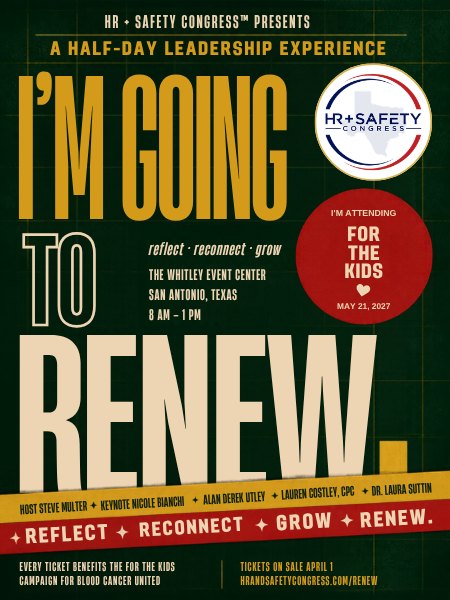 HR + SAFETY CONGRESS™ PRESENTS
A HALF-DAY LEADERSHIP EXPERIENCE
I'M GOING
HR+SAFETY
CONGRESS
I'M ATTENDING
FOR
THE
KIDS
MAY 21, 2027
TO
reflect · reconnect · grow
THE WHITLEY EVENT CENTER
SAN ANTONIO, TEXAS
8 AM – 1 PM
RENEW.
HOST STEVE MULTER ✦ KEYNOTE NICOLE BIANCHI ✦ ALAN DEREK UTLEY ✦ LAUREN COSTLEY, CPC ✦ DR. LAURA SUTTIN
✦ REFLECT ✦ RECONNECT ✦ GROW ✦ RENEW.
EVERY TICKET BENEFITS THE FOR THE KIDS
CAMPAIGN FOR BLOOD CANCER UNITED
TICKETS ON SALE APRIL 1
HRANDSAFETYCONGRESS.COM/RENEW